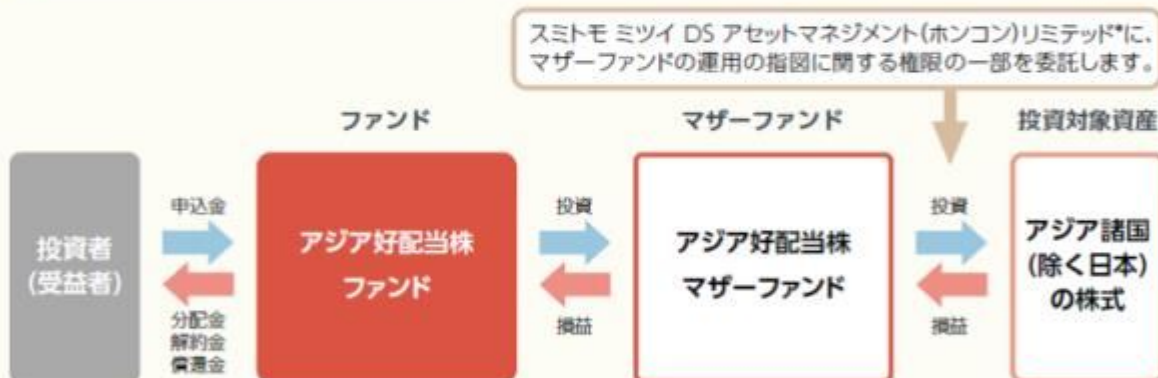 スミトモ ミツイ DS アセットマネジメント(ホンコン)リミテッド*に、
マザーファンドの運用の指図に関する権限の一部を委託します。
ファンド
マザーファンド
投資対象資産
投資者
(受益者)
申込金
分配金
解約金
償還金
アジア好配当株
ファンド
投資
損益
アジア好配当株
マザーファンド
投資
損益
アジア諸国
(除く日本)
の株式